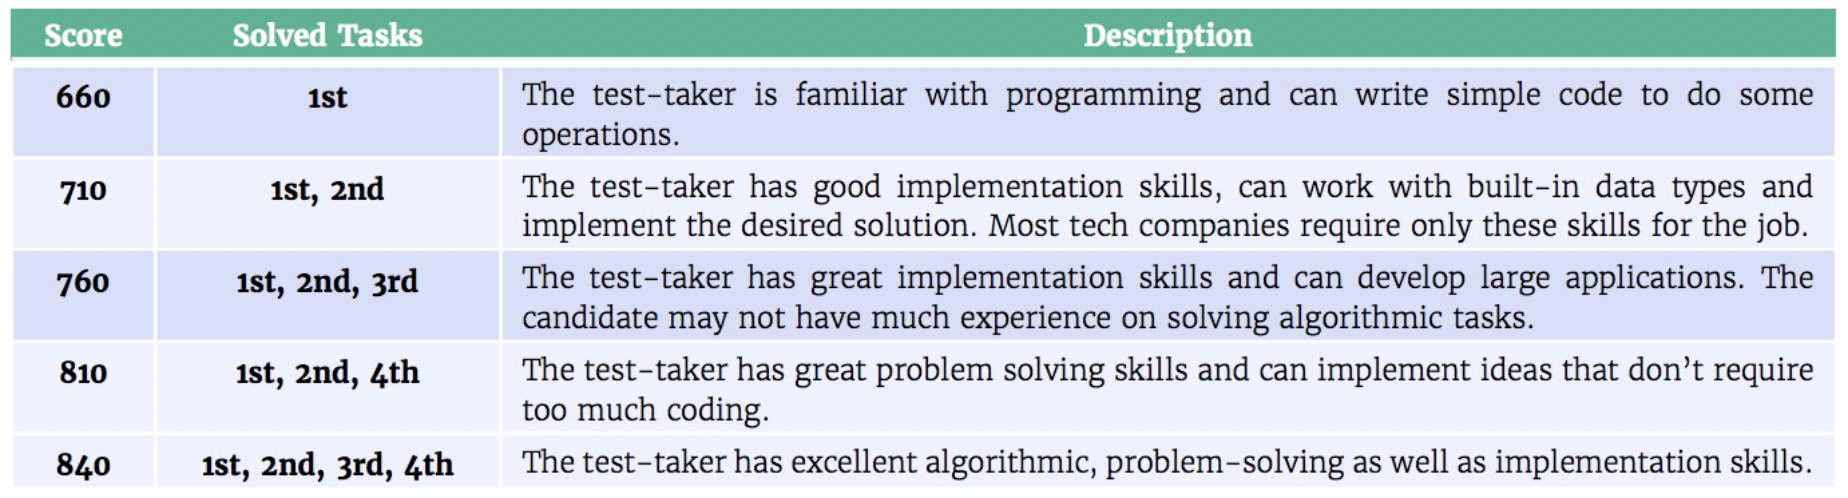 Score Solved Tasks Description
660 1st The test-taker is familiar with programming and can write simple code to do some
operations.
710 1st, 2nd The test-taker has good implementation skills, can work with built-in data types and
implement the desired solution. Most tech companies require only these skills for the job.
760 1st, 2nd, 3rd The test-taker has great implementation skills and can develop large applications. The
candidate may not have much experience on solving algorithmic tasks.
810 1st, 2nd, 4th The test-taker has great problem solving skills and can implement ideas that don’t require
too much coding.
840 1st, 2nd, 3rd, 4th The test-taker has excellent algorithmic, problem-solving as well as implementation skills.